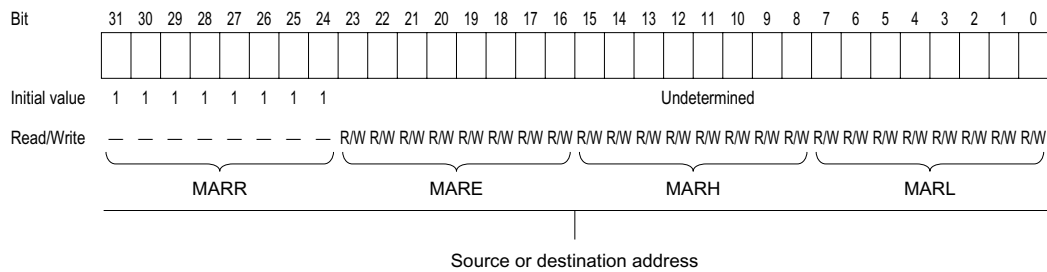 Bit 31 30 29 28 27 26 25 24 23 22 21 20 19 18 17 16 15 14 13 12 11 10 9 8 7 6 5 4 3 2 1 0
Initial value 1 1 1 1 1 1 1 1 Undetermined
Read/Write — — — — — — — — R/W R/W R/W R/W R/W R/W R/W R/W R/W R/W R/W R/W R/W R/W R/W R/W R/W R/W R/W R/W R/W R/W R/W R/W
MARR MARE MARH MARL
Source or destination address